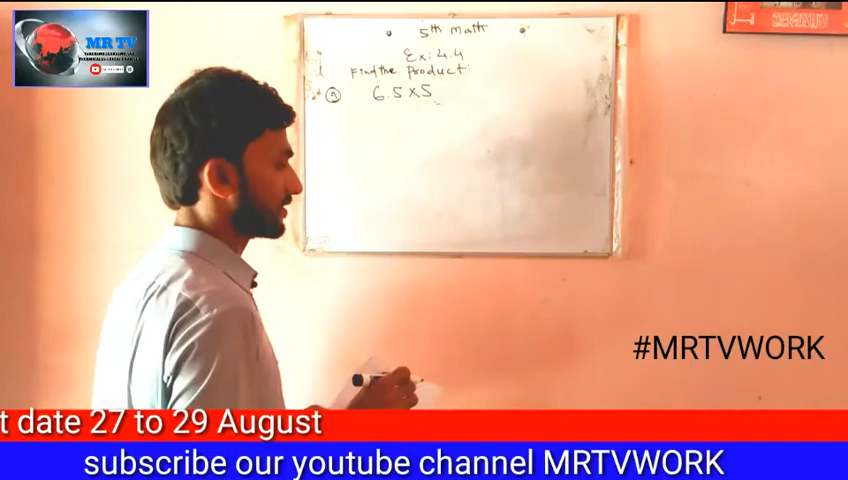 MR TV
5th math
Ex: 4.4
Find the Product:
6.5 × 5
#MRTVWORK
t date 27 to 29 August
subscribe our youtube channel MRTVWORK